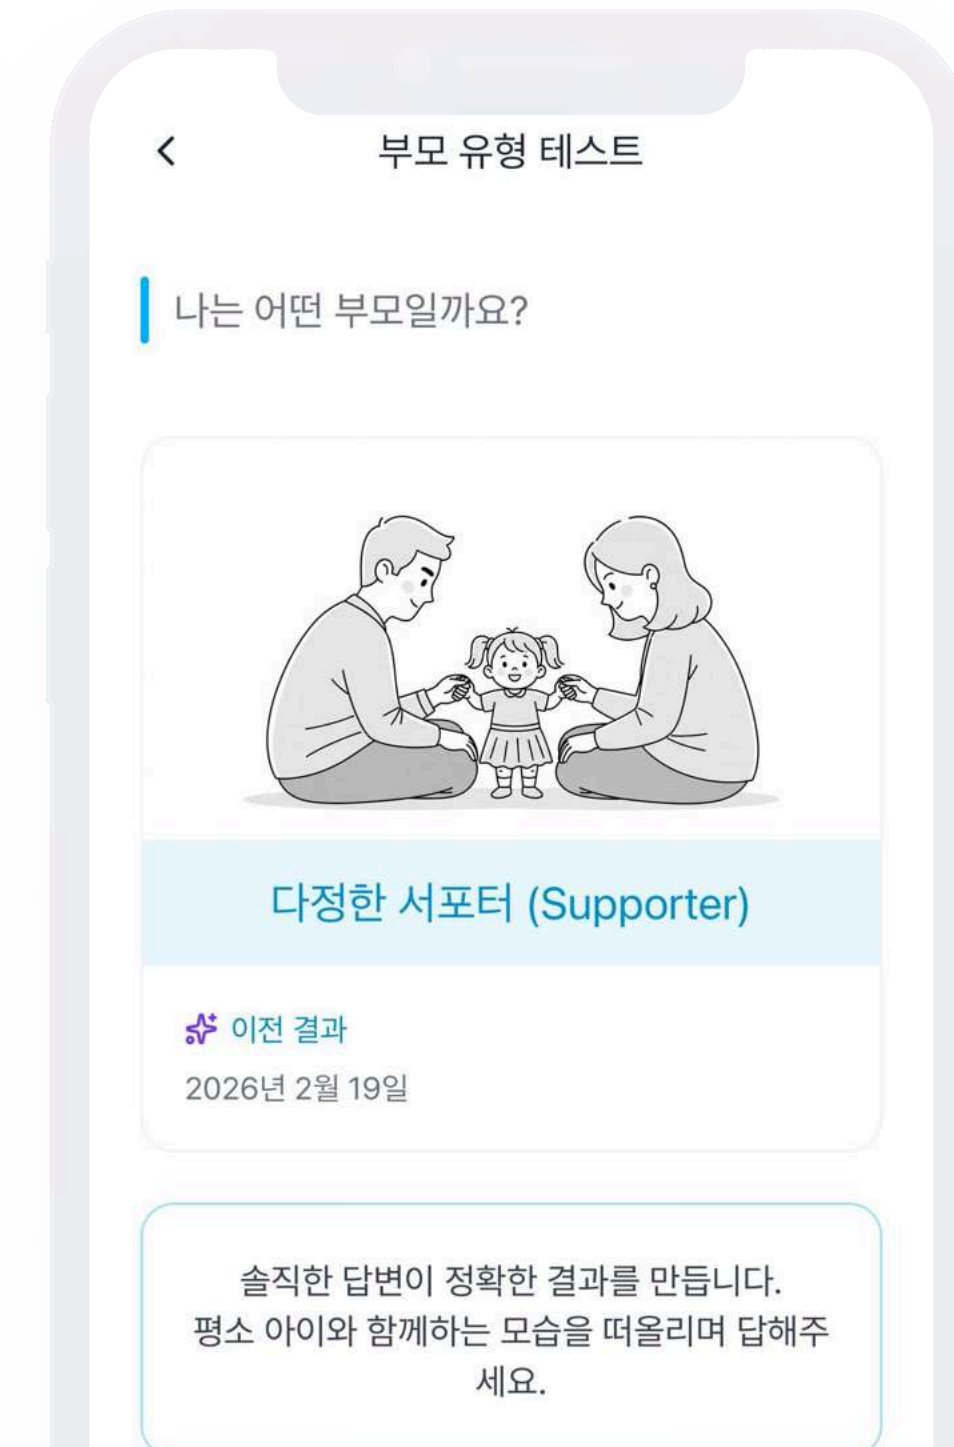 부모 유형 테스트
나는 어떤 부모일까요?
다정한 서포터 (Supporter)
이전 결과
2026년 2월 19일
솔직한 답변이 정확한 결과를 만듭니다.
평소 아이와 함께하는 모습을 떠올리며 답해주
세요.